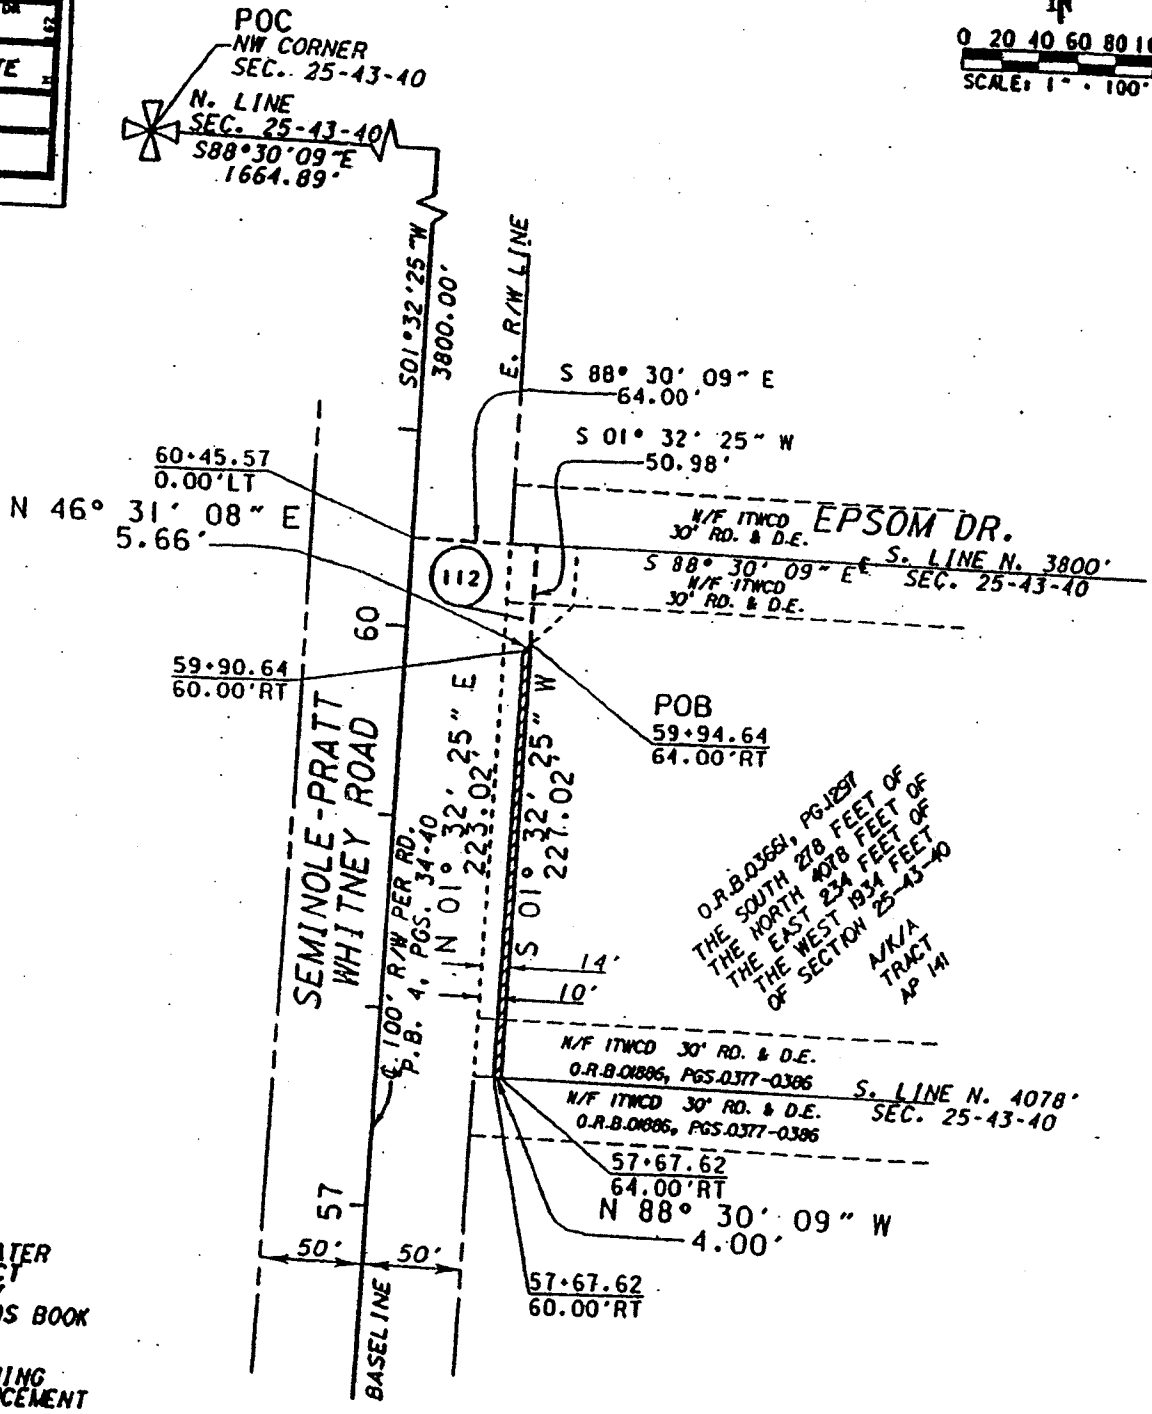 POC
NW CORNER
SEC. 25-43-40
N. LINE
SEC. 25-43-40
S88°30'09"E
1664.89'
0 20 40 60 80
SCALE: 1" = 100'
S01°32'25"W
3800.00'
E. R/W LINE
S 88° 30' 09" E
64.00'
S 01° 32' 25" W
50.98'
60+45.57
0.00'LT
N 46° 31' 08" E
5.66'
N/F ITWCD
30' RD. & D.E.
EPSOM DR.
S 88° 30' 09" E
S. LINE N. 3800'
SEC. 25-43-40
N/F ITWCD
30' RD. & D.E.
112
60
59+90.64
60.00'RT
POB
59+94.64
64.00'RT
SEMINOLE-PRATT
WHITNEY ROAD
℄ 100' R/W PER RD.
P.B. 4, PGS. 34-40
N 01° 32' 25" E
223.02'
S 01° 32' 25" W
227.02'
O.R.B.03661, PG.1297
THE SOUTH 278 FEET OF
THE NORTH 4078 FEET OF
THE EAST 234 FEET OF
THE WEST 1934 FEET
OF SECTION 25-43-40
A/K/A
TRACT
AP 141
14'
10'
N/F ITWCD 30' RD. & D.E.
O.R.B.01886, PGS.0377-0386
S. LINE N. 4078'
SEC. 25-43-40
N/F ITWCD 30' RD. & D.E.
O.R.B.01886, PGS.0377-0386
57+67.62
64.00'RT
N 88° 30' 09" W
4.00'
57
50'
50'
57+67.62
60.00'RT
BASELINE
OS BOOK